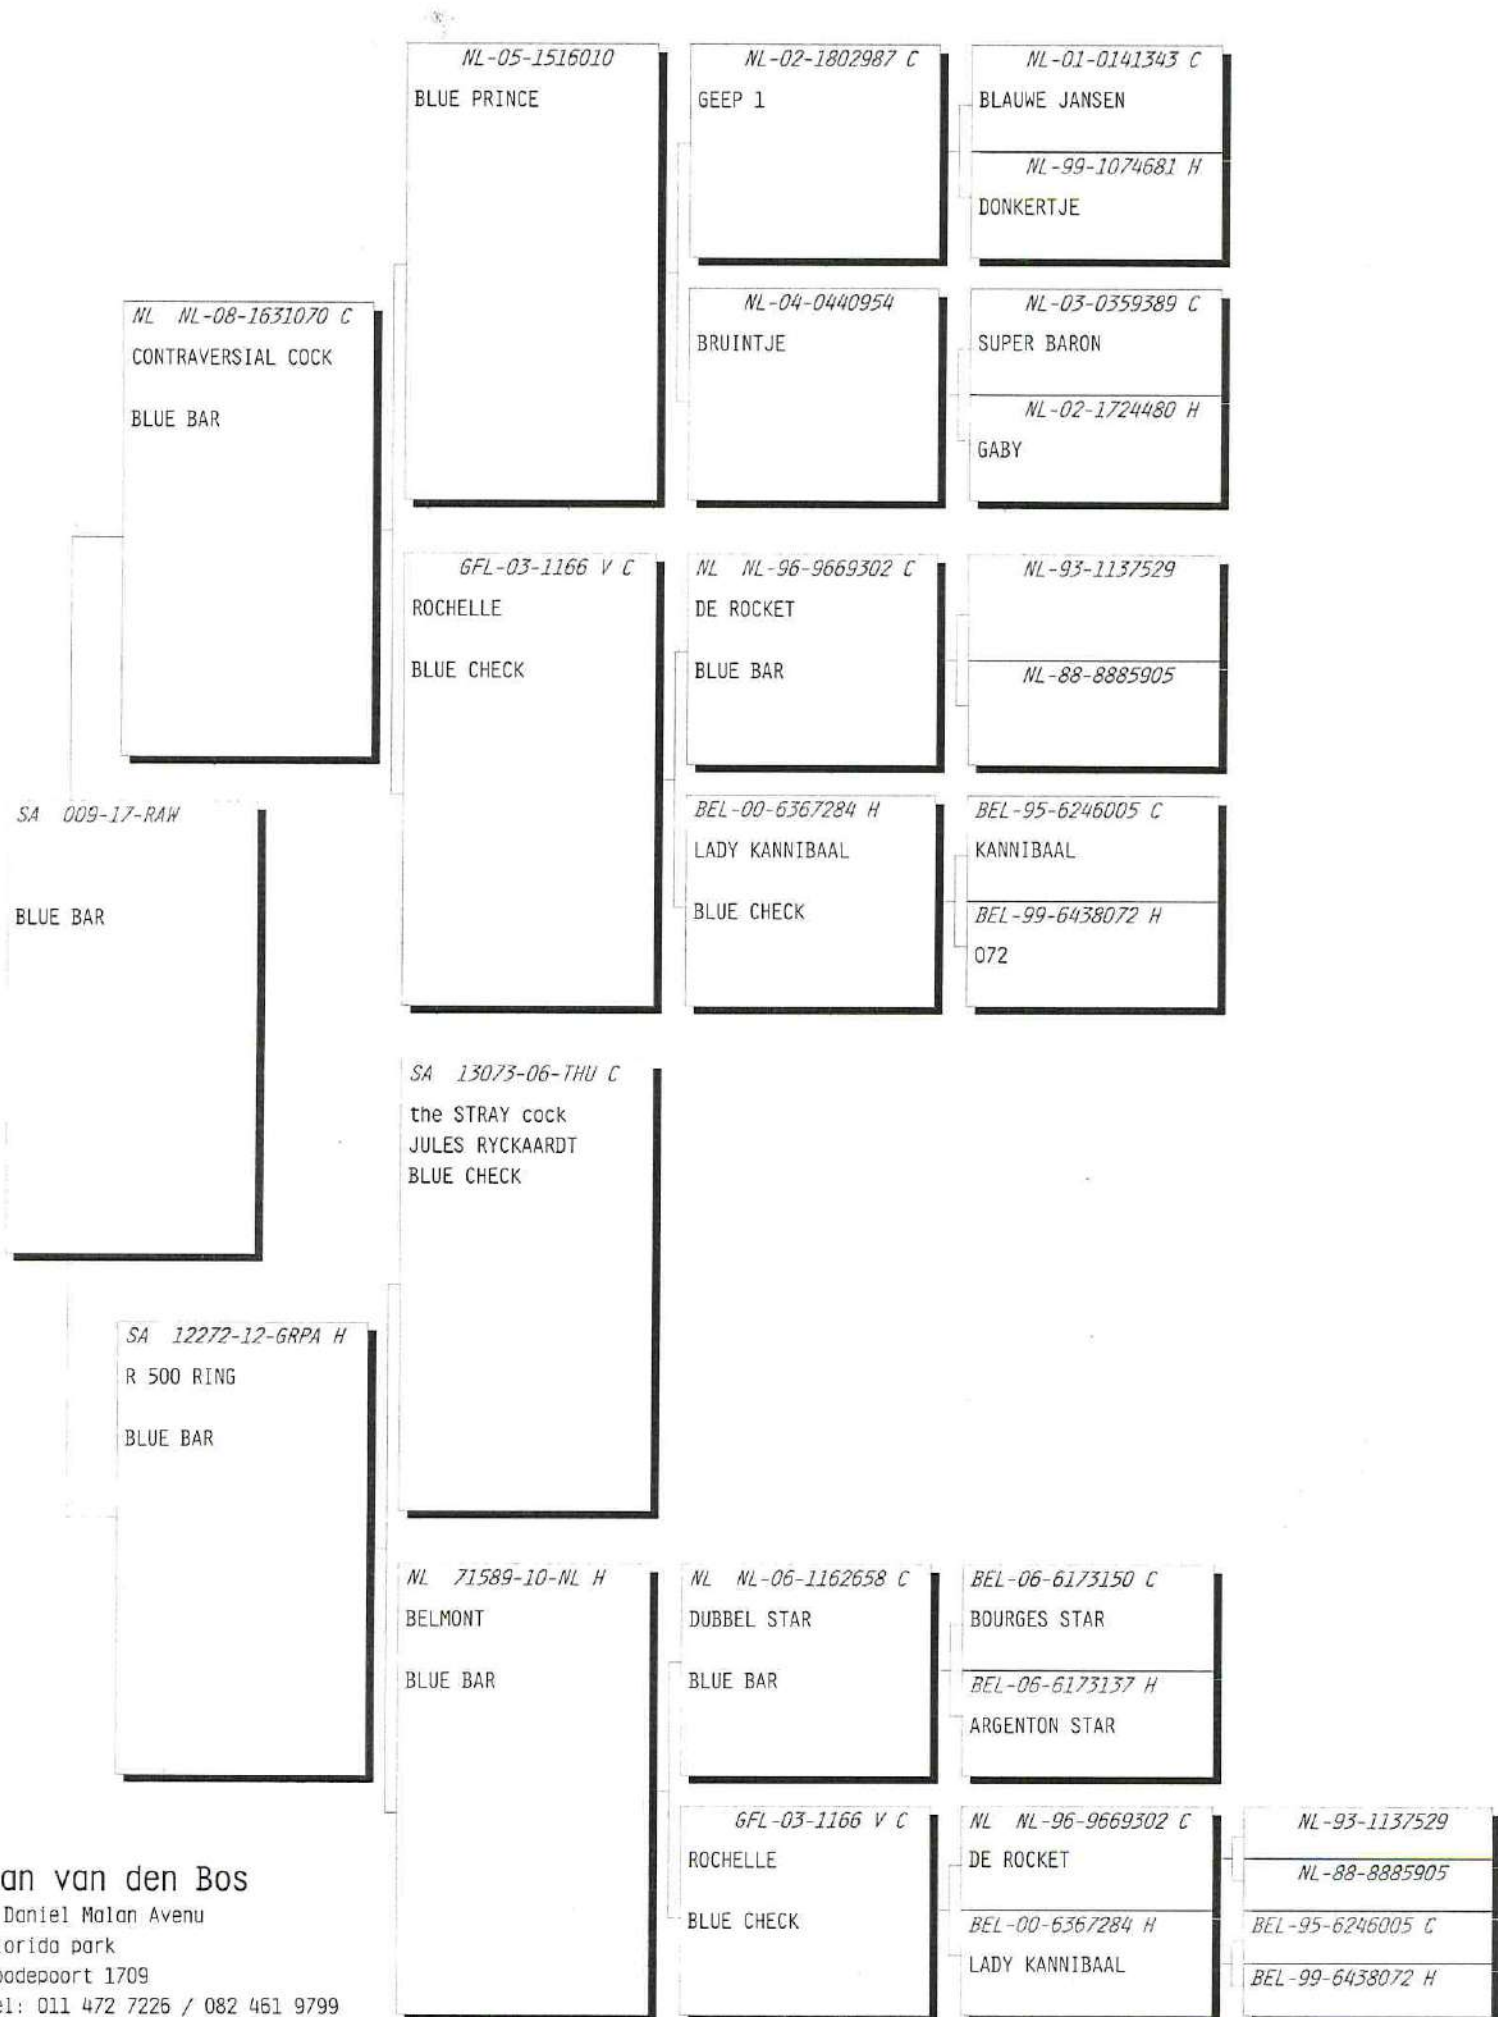 NL-05-1516010
BLUE PRINCE
NL-02-1802987 C
GEEP 1
NL-01-0141343 C
BLAUWE JANSEN
NL-99-1074681 H
DONKERTJE
NL-04-0440954
BRUINTJE
NL-03-0359389 C
SUPER BARON
NL-02-1724480 H
GABY
NL NL-08-1631070 C
CONTRAVERSIAL COCK
BLUE BAR
GFL-03-1166 V C
ROCHELLE
BLUE CHECK
NL NL-96-9669302 C
DE ROCKET
BLUE BAR
NL-93-1137529
NL-88-8885905
BEL-00-6367284 H
LADY KANNIBAAL
BLUE CHECK
BEL-95-6246005 C
KANNIBAAL
BEL-99-6438072 H
072
SA 009-17-RAW
BLUE BAR
SA 13073-06-THU C
the STRAY cock
JULES RYCKAARDT
BLUE CHECK
SA 12272-12-GRPA H
R 500 RING
BLUE BAR
NL 71589-10-NL H
BELMONT
BLUE BAR
NL NL-06-1162658 C
DUBBEL STAR
BLUE BAR
BEL-06-6173150 C
BOURGES STAR
BEL-06-6173137 H
ARGENTON STAR
GFL-03-1166 V C
ROCHELLE
BLUE CHECK
NL NL-96-9669302 C
DE ROCKET
BEL-00-6367284 H
LADY KANNIBAAL
NL-93-1137529
NL-88-8885905
BEL-95-6246005 C
BEL-99-6438072 H
an van den Bos
Daniel Malan Avenu
lorida park
oodepoort 1709
el: 011 472 7226 / 082 461 9799